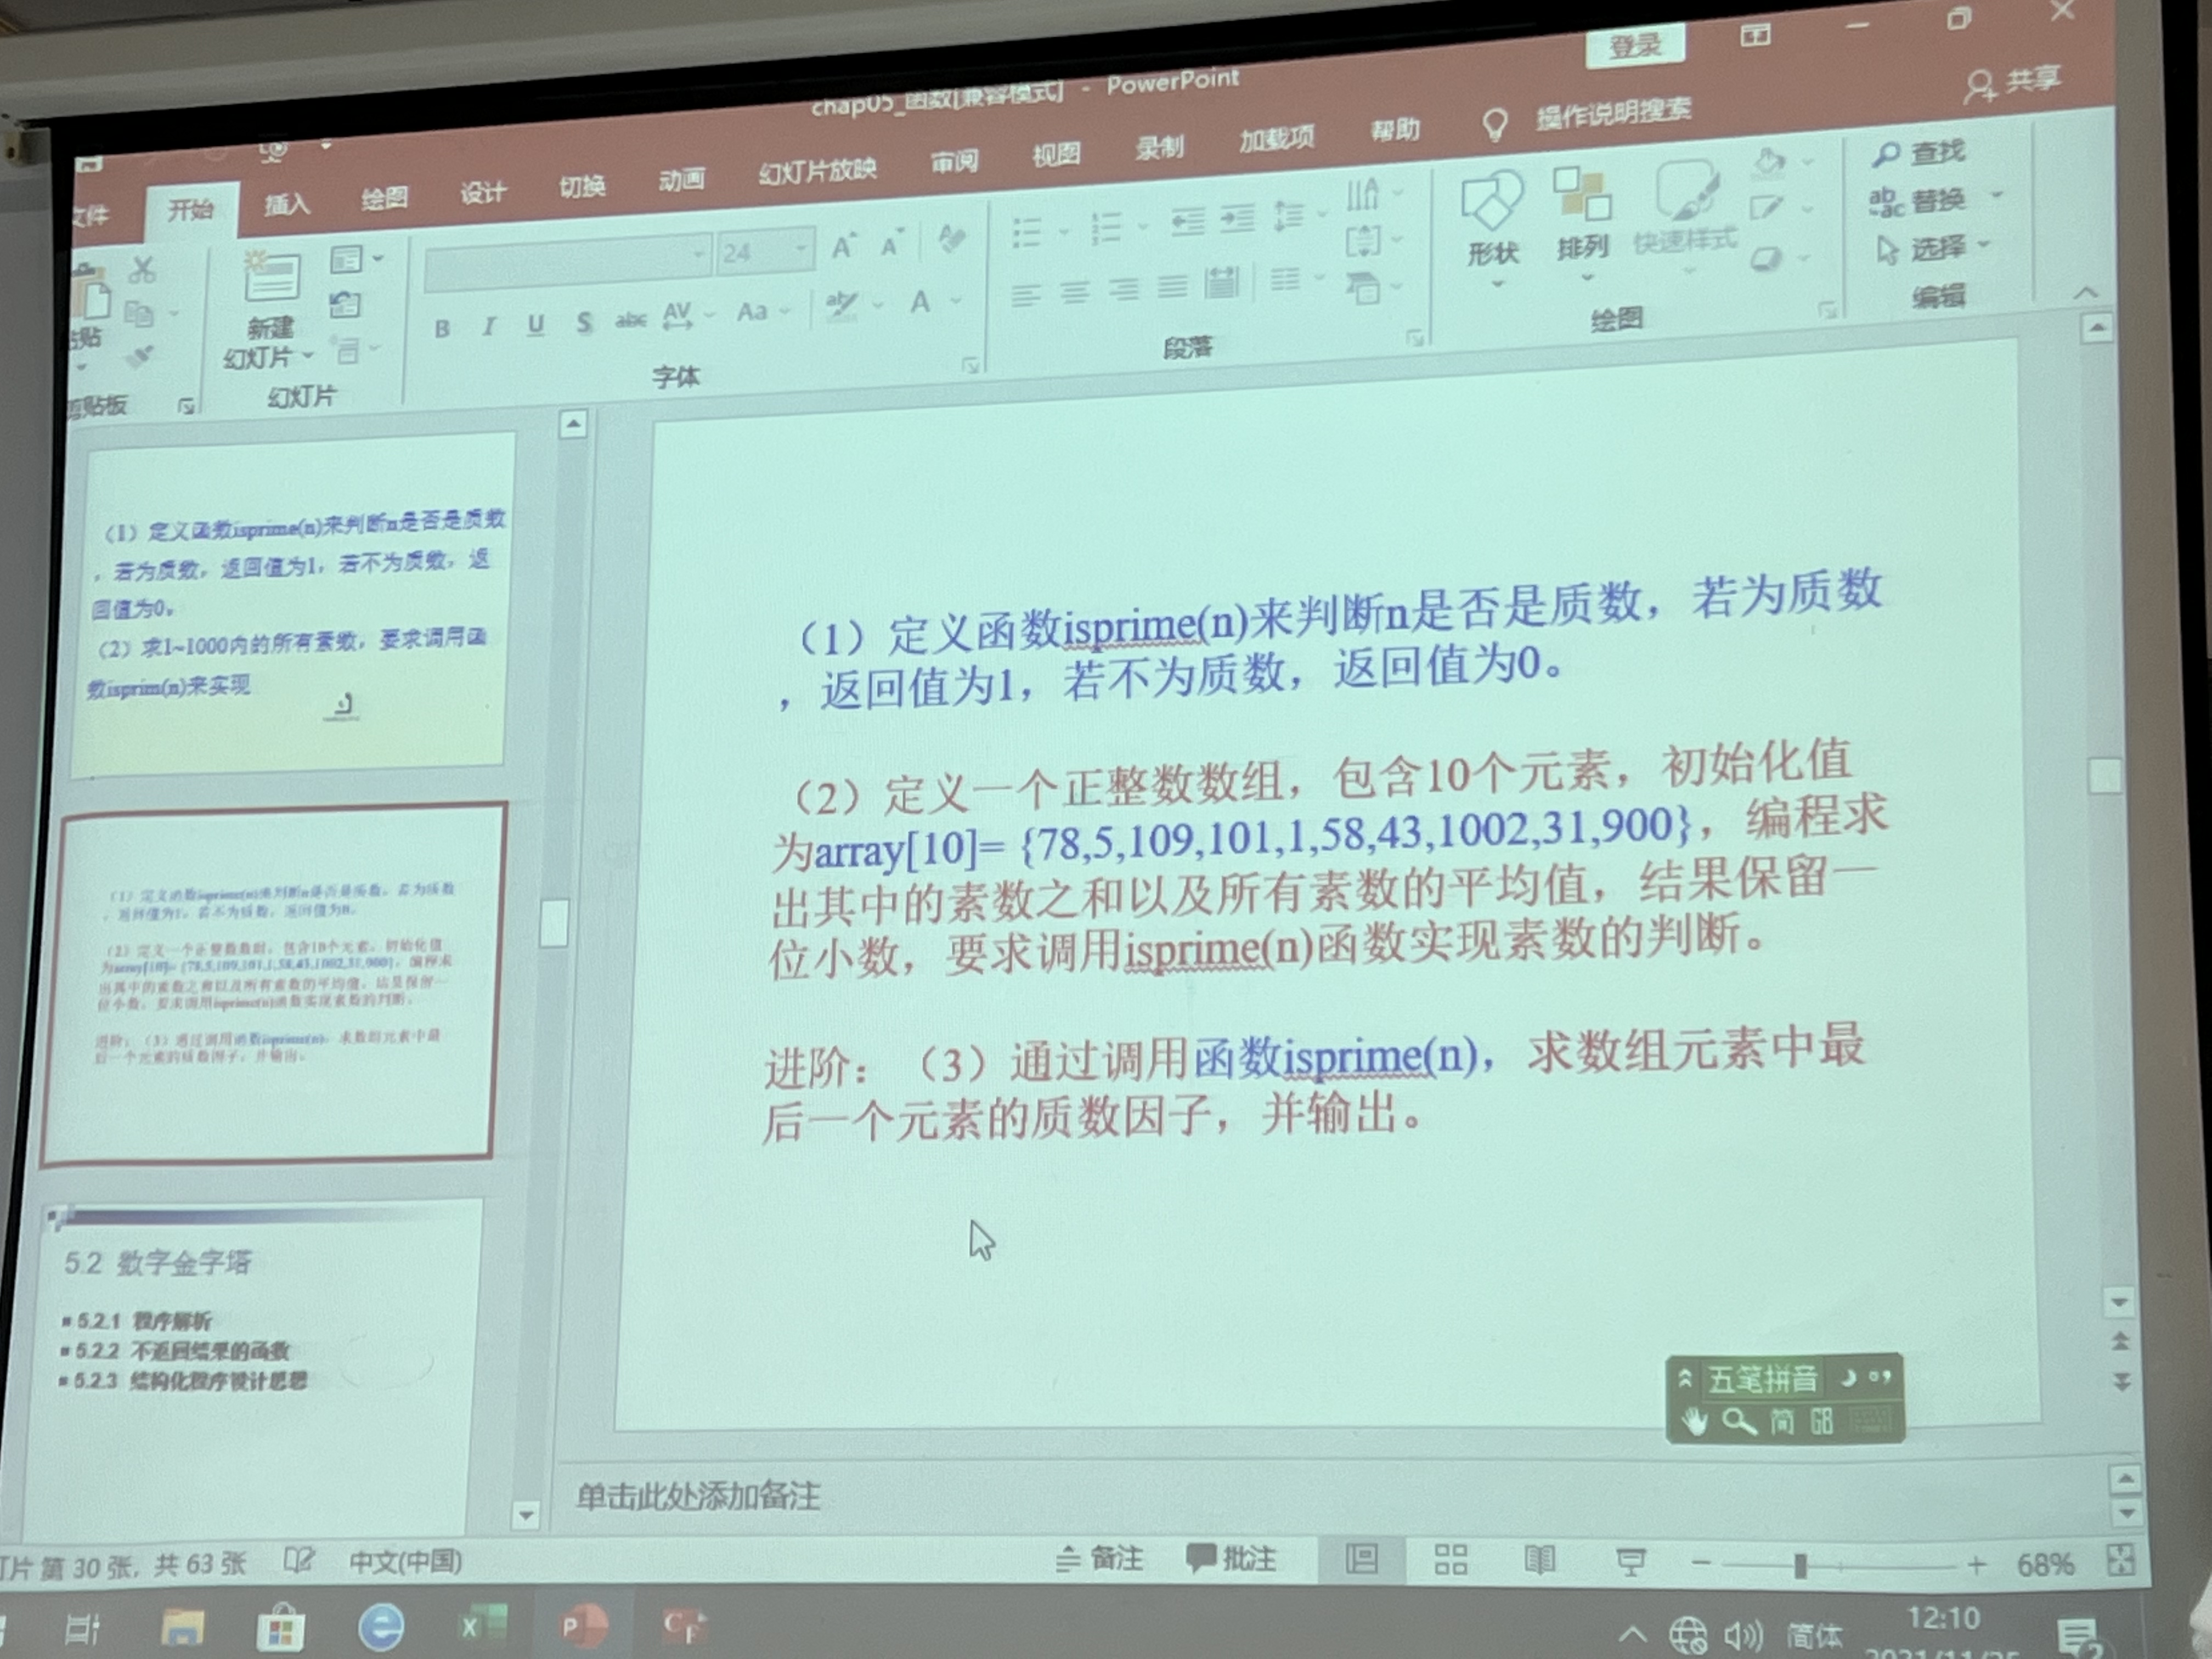 chap05_函数[兼容模式] - PowerPoint
登录
文件 开始 插入 绘图 设计 切换 动画 幻灯片放映 审阅 视图 录制 加载项 帮助 操作说明搜索
共享
新建
幻灯片
24
A A
B I U S abc AV Aa A
形状 排列 快速样式
查找
替换
选择
剪贴板 幻灯片 字体 段落 绘图 编辑
(1)定义函数isprime(n)来判断n是否是质数
,若为质数,返回值为1,若不为质数,返
回值为0。
(2)求1~1000内的所有素数,要求调用函
数isprim(n)来实现
5.2 数字金字塔
5.2.1 程序解析
5.2.2 不返回结果的函数
5.2.3 结构化程序设计思想
(1)定义函数isprime(n)来判断n是否是质数,若为质数
,返回值为1,若不为质数,返回值为0。
(2)定义一个正整数数组,包含10个元素,初始化值
为array[10]= {78,5,109,101,1,58,43,1002,31,900},编程求
出其中的素数之和以及所有素数的平均值,结果保留一
位小数,要求调用isprime(n)函数实现素数的判断。
进阶:(3)通过调用函数isprime(n),求数组元素中最
后一个元素的质数因子,并输出。
五笔拼音
简
单击此处添加备注
第 30 张,共 63 张 中文(中国) 备注 批注 68%
简体 12:10